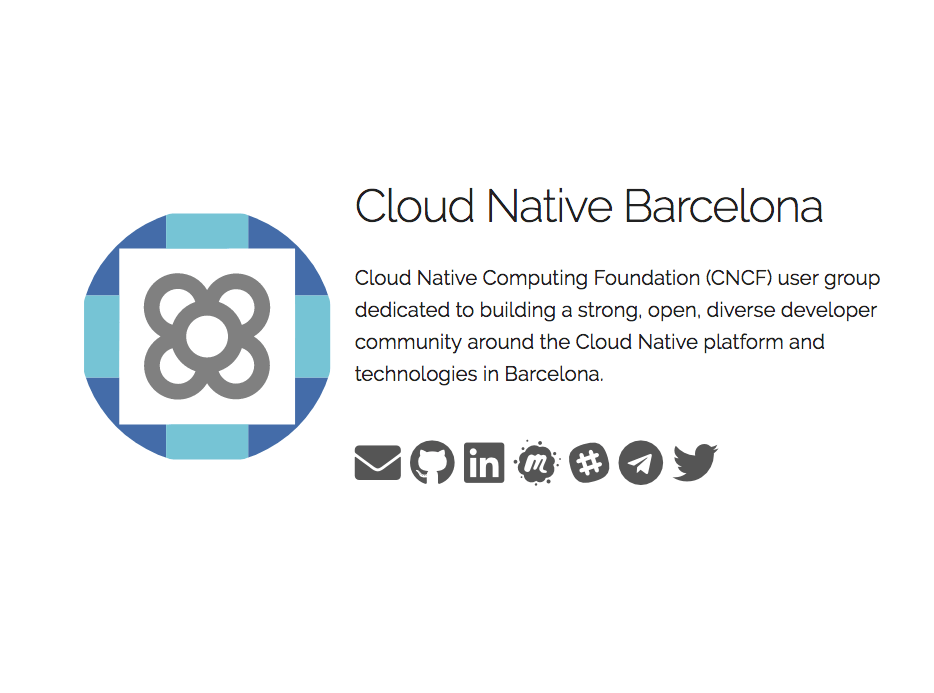 Cloud Native Barcelona
Cloud Native Computing Foundation (CNCF) user group
dedicated to building a strong, open, diverse developer
community around the Cloud Native platform and
technologies in Barcelona.
in m #